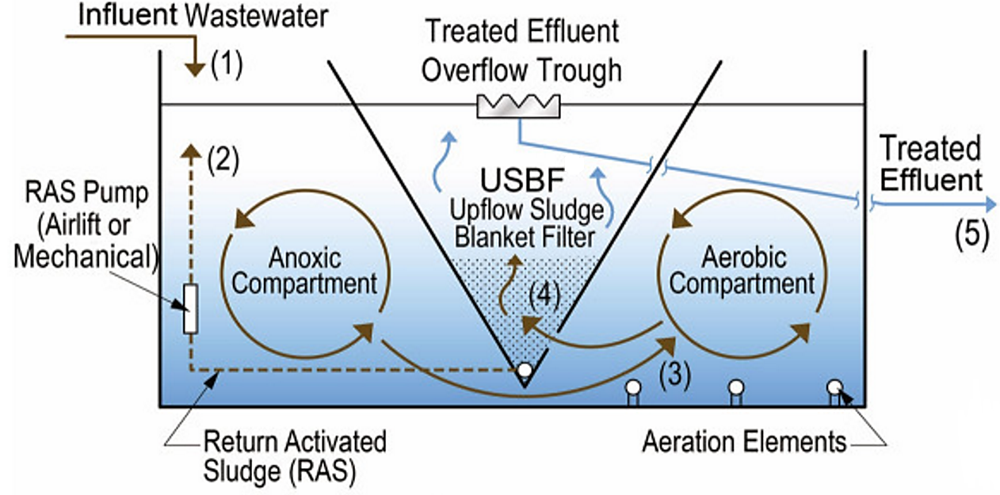 Influent Wastewater
(1)
Treated Effluent
Overflow Trough
(2)
RAS Pump
(Airlift or
Mechanical)
Anoxic
Compartment
USBF
Upflow Sludge
Blanket Filter
(4)
Aerobic
Compartment
(3)
Treated
Effluent
(5)
Return Activated
Sludge (RAS)
Aeration Elements